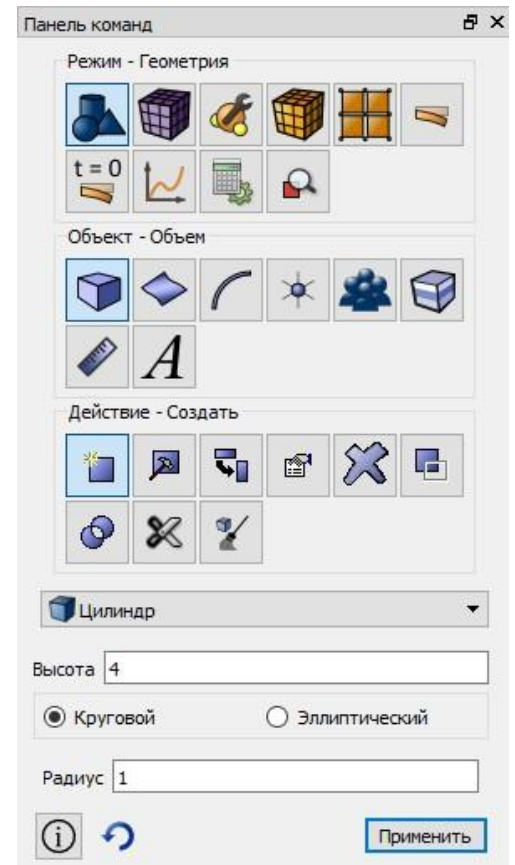 Панель команд
Режим - Геометрия
t = 0
Объект - Объем
A
Действие - Создать
Цилиндр
Высота 4
Круговой Эллиптический
Радиус 1
i Применить